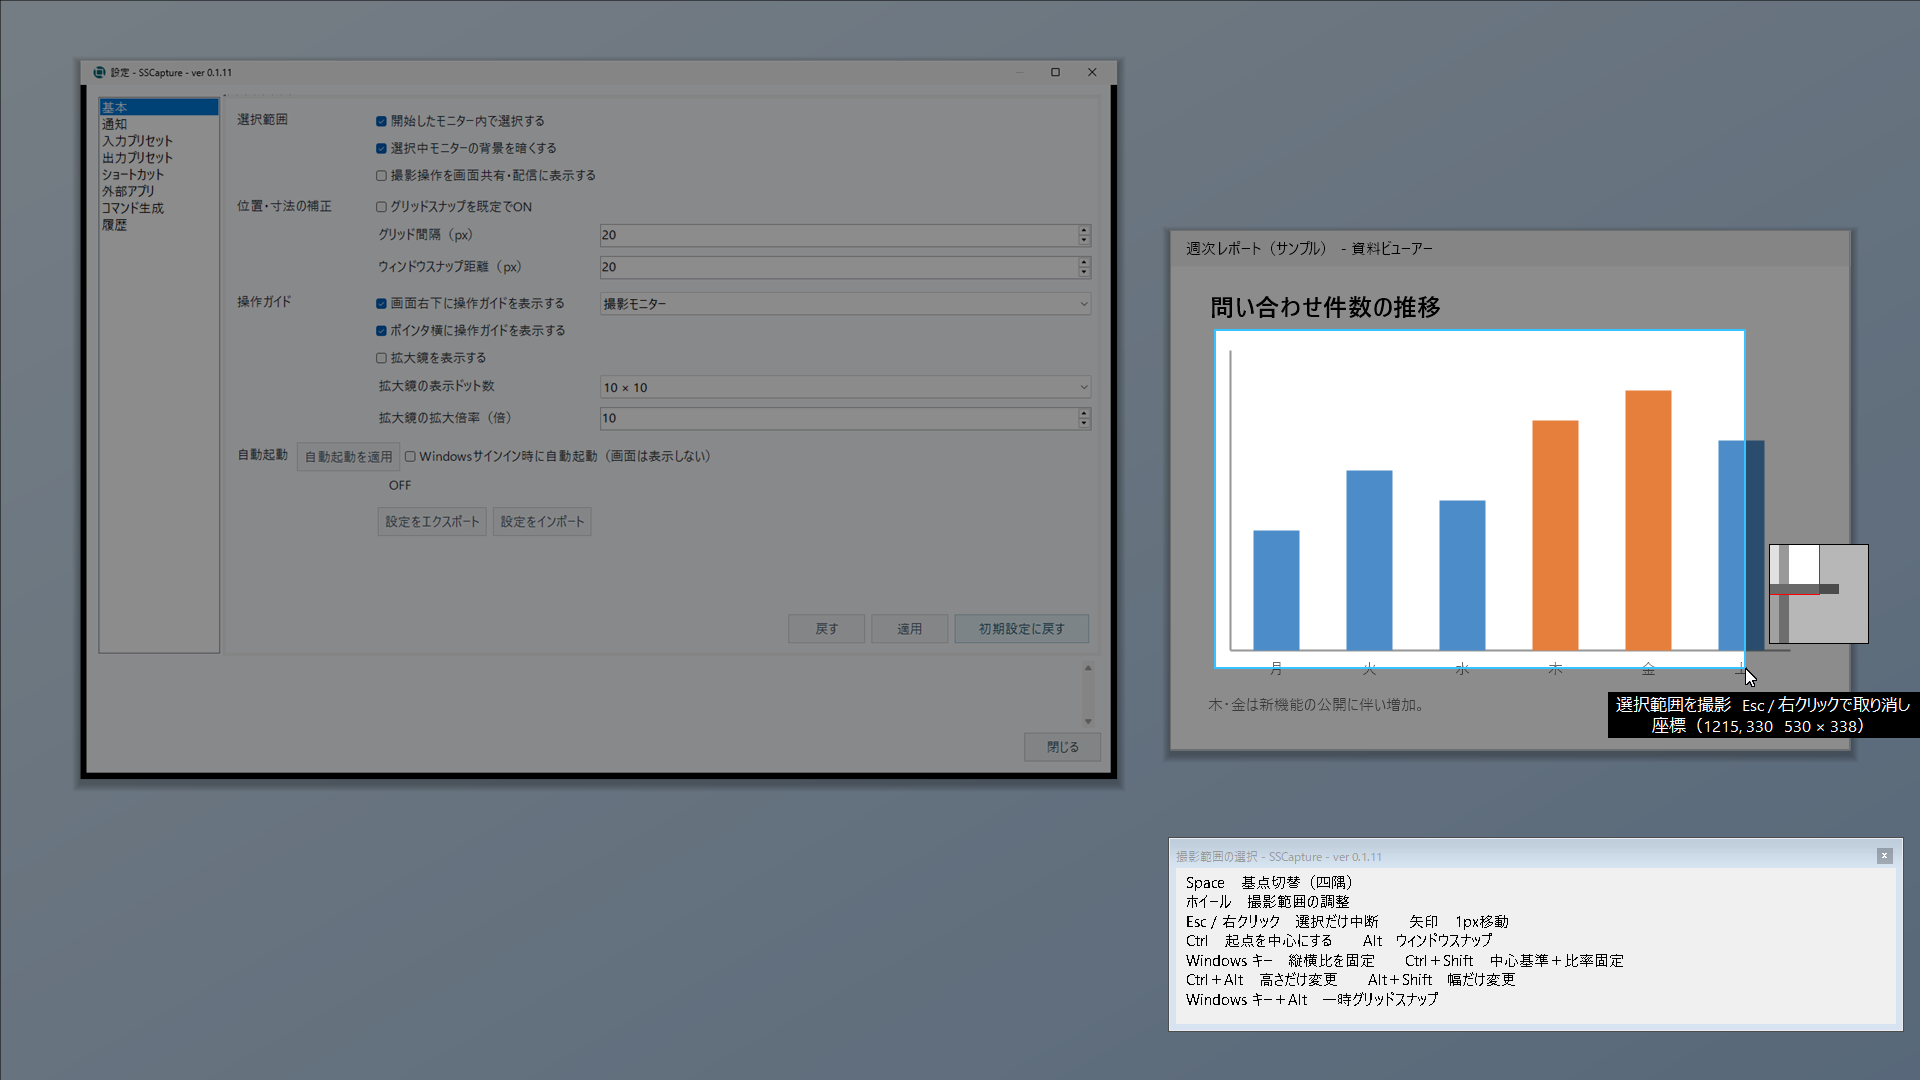 設定 - SSCapture - ver 0.1.11
基本
通知
入力プリセット
出力プリセット
ショートカット
外部アプリ
コマンド生成
履歴
選択範囲
開始したモニター内で選択する
選択中モニターの背景を暗くする
撮影操作を画面共有・配信に表示する
位置・寸法の補正
グリッドスナップを既定でON
グリッド間隔（px） 20
ウィンドウスナップ距離（px） 20
操作ガイド
画面右下に操作ガイドを表示する 撮影モニター
ポインタ横に操作ガイドを表示する
拡大鏡を表示する
拡大鏡の表示ドット数 10 × 10
拡大鏡の拡大倍率（倍） 10
自動起動 自動起動を適用 Windowsサインイン時に自動起動（画面は表示しない）
OFF
設定をエクスポート 設定をインポート
戻す 適用 初期設定に戻す
閉じる
週次レポート（サンプル） - 資料ビューアー
問い合わせ件数の推移
月 火 水 木 金 土
木・金は新機能の公開に伴い増加。
選択範囲を撮影 Esc / 右クリックで取り消し
座標（1215, 330 530 × 338）
撮影範囲の選択 - SSCapture - ver 0.1.11
Space 基点切替（四隅）
ホイール 撮影範囲の調整
Esc / 右クリック 選択だけ中断 矢印 1px移動
Ctrl 起点を中心にする Alt ウィンドウスナップ
Windows キー 縦横比を固定 Ctrl＋Shift 中心基準＋比率固定
Ctrl＋Alt 高さだけ変更 Alt＋Shift 幅だけ変更
Windows キー＋Alt 一時グリッドスナップ